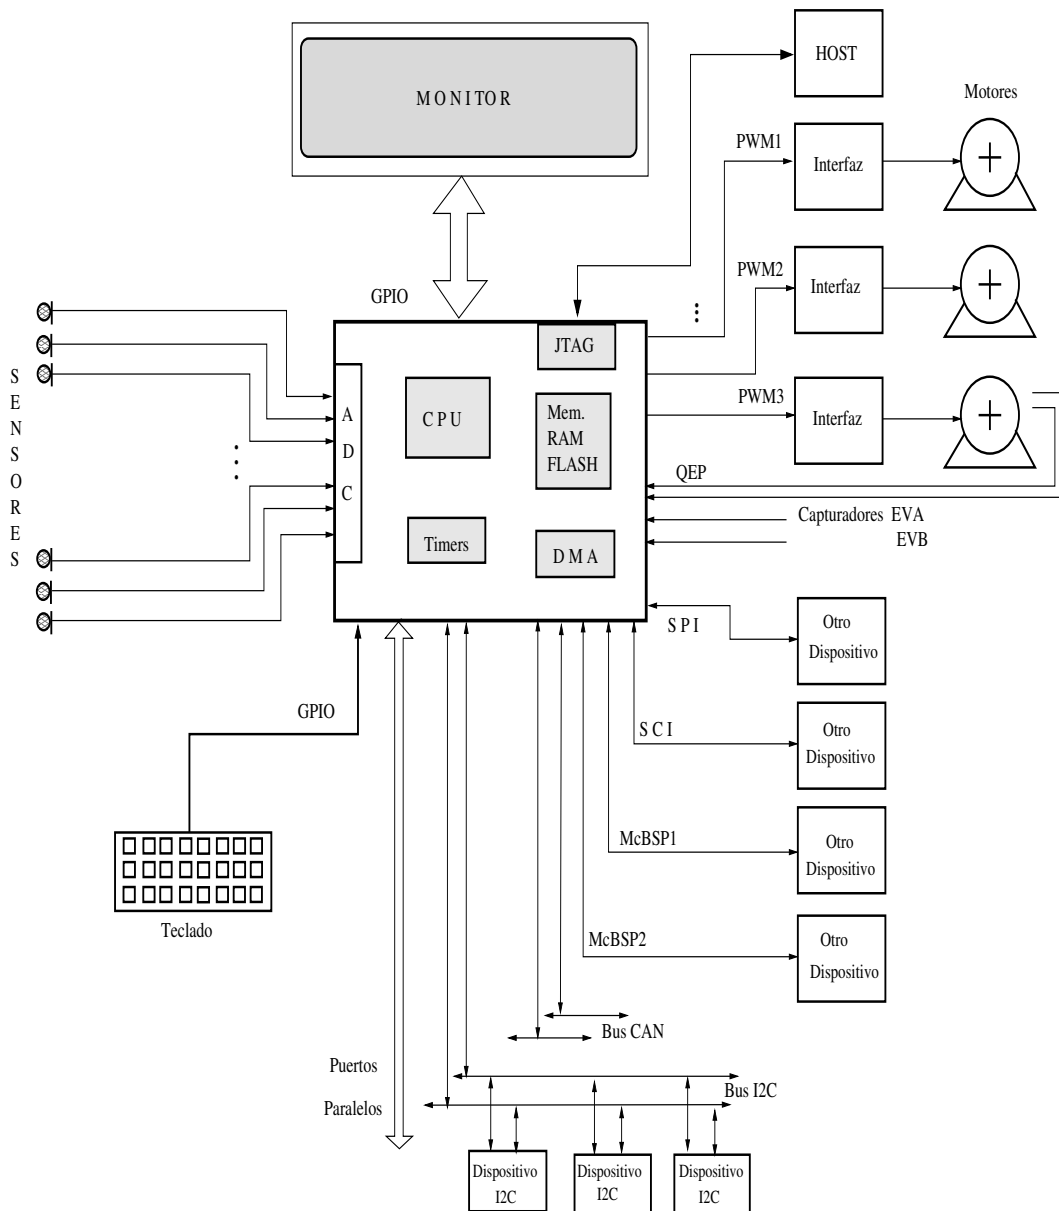 HOST
MONITOR
Motores
PWM1
Interfaz
PWM2
Interfaz
GPIO
JTAG
SENSORES
ADC
CPU
Mem.
RAM
FLASH
PWM3
Interfaz
QEP
Capturadores EVA
EVB
Timers
DMA
SPI
Otro
Dispositivo
GPIO
SCI
Otro
Dispositivo
McBSP1
Otro
Dispositivo
Teclado
McBSP2
Otro
Dispositivo
Bus CAN
Puertos
Paralelos
Bus I2C
Dispositivo
I2C
Dispositivo
I2C
Dispositivo
I2C